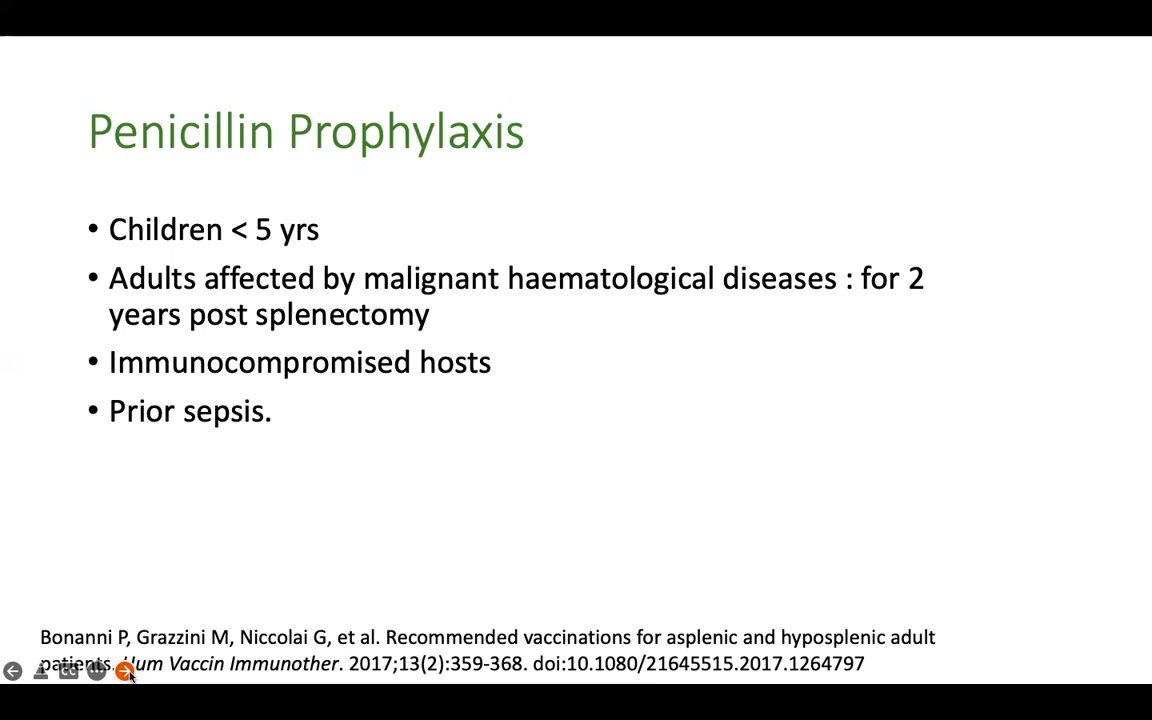 Penicillin Prophylaxis
• Children < 5 yrs
• Adults affected by malignant haematological diseases : for 2
years post splenectomy
• Immunocompromised hosts
• Prior sepsis.
Bonanni P, Grazzini M, Niccolai G, et al. Recommended vaccinations for asplenic and hyposplenic adult
patients. Hum Vaccin Immunother. 2017;13(2):359-368. doi:10.1080/21645515.2017.1264797
CC